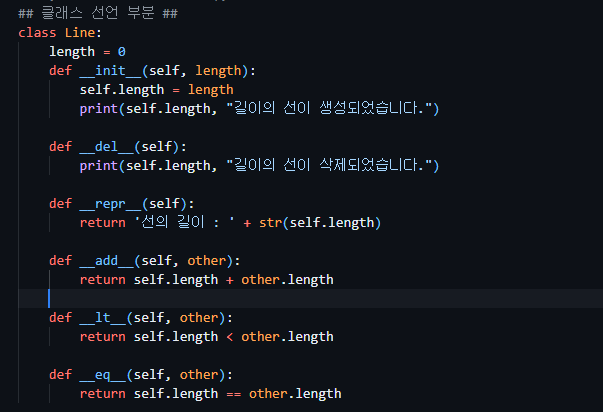 ## 클래스 선언 부분 ##
class Line:
    length = 0
    def __init__(self, length):
        self.length = length
        print(self.length, "길이의 선이 생성되었습니다.")

    def __del__(self):
        print(self.length, "길이의 선이 삭제되었습니다.")

    def __repr__(self):
        return '선의 길이 : ' + str(self.length)

    def __add__(self, other):
        return self.length + other.length

    def __lt__(self, other):
        return self.length < other.length

    def __eq__(self, other):
        return self.length == other.length